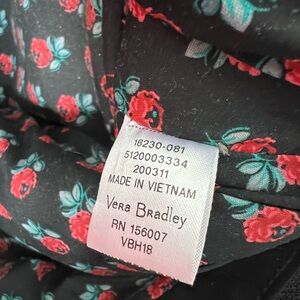 18230-081
5120003334
200311
MADE IN VIETNAM
Vera Bradley
RN 156007
VBH18